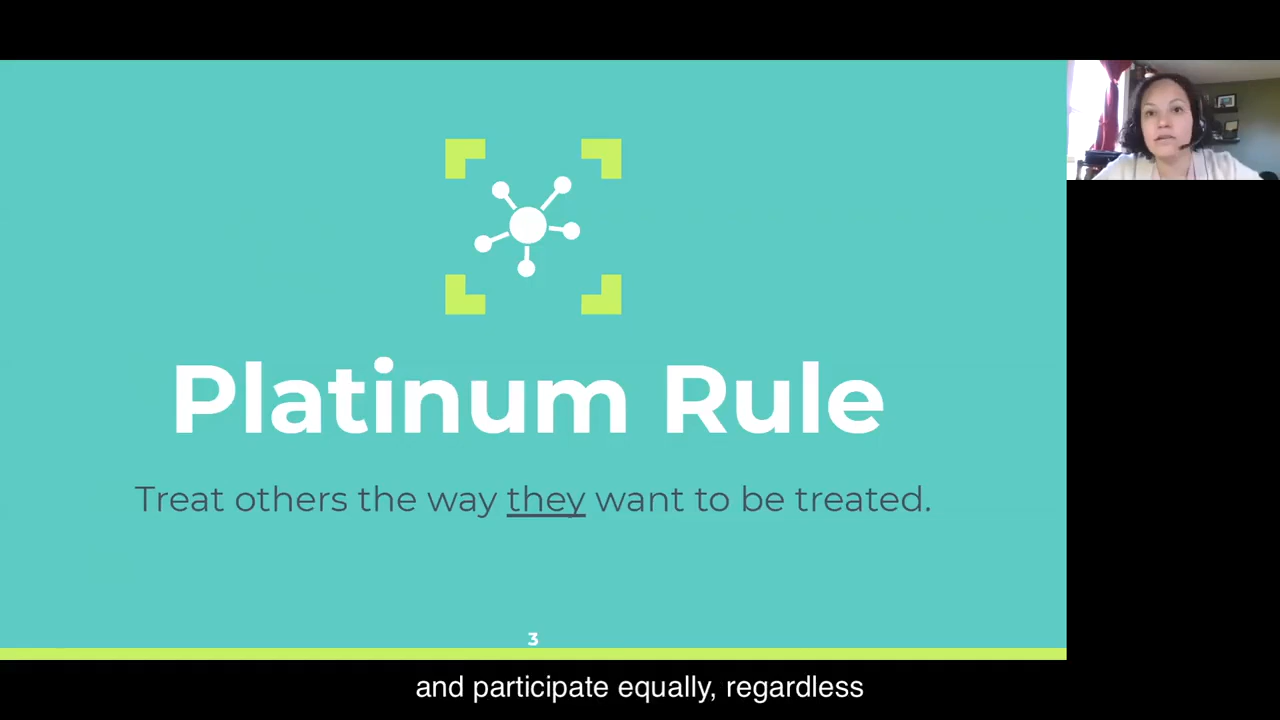 Platinum Rule
Treat others the way they want to be treated.
3
and participate equally, regardless